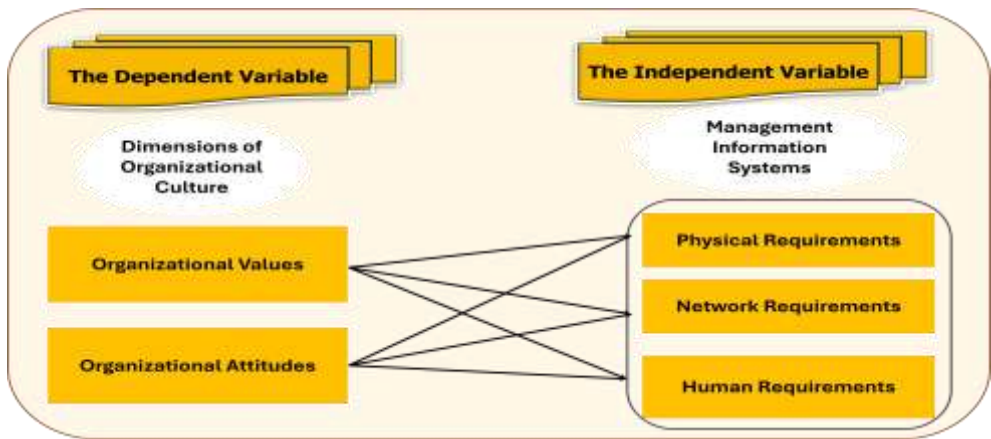 The Dependent Variable
Dimensions of
Organizational
Culture
Organizational Values
Organizational Attitudes
The Independent Variable
Management
Information
Systems
Physical Requirements
Network Requirements
Human Requirements